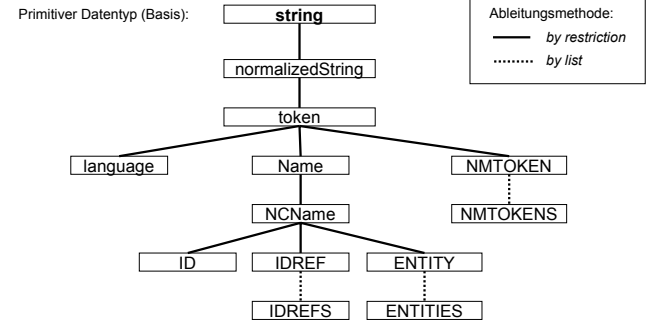 Primitiver Datentyp (Basis):
string
Ableitungsmethode:
by restriction
by list
normalizedString
token
language
Name
NMTOKEN
NCName
NMTOKENS
ID
IDREF
ENTITY
IDREFS
ENTITIES